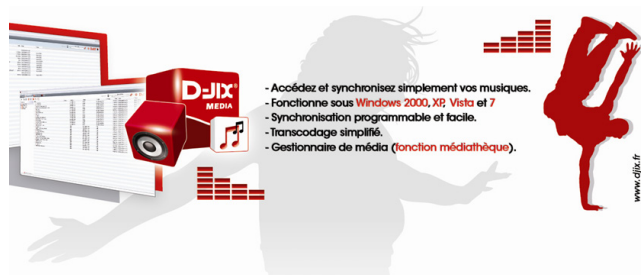 D-JIX®
MEDIA
- Accédez et synchronisez simplement vos musiques.
- Fonctionne sous Windows 2000, XP, Vista et 7
- Synchronisation programmable et facile.
- Transcodage simplifié.
- Gestionnaire de média (fonction médiathèque).
www.djix.fr